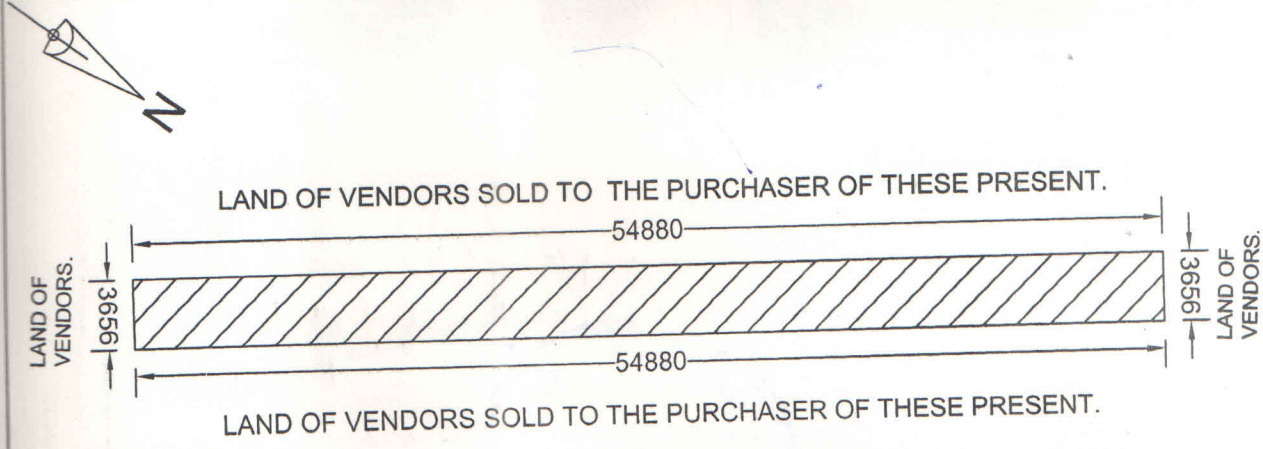 N
LAND OF VENDORS SOLD TO THE PURCHASER OF THESE PRESENT.
54880
LAND OF
VENDORS.
3656
3656
LAND OF
VENDORS.
54880
LAND OF VENDORS SOLD TO THE PURCHASER OF THESE PRESENT.